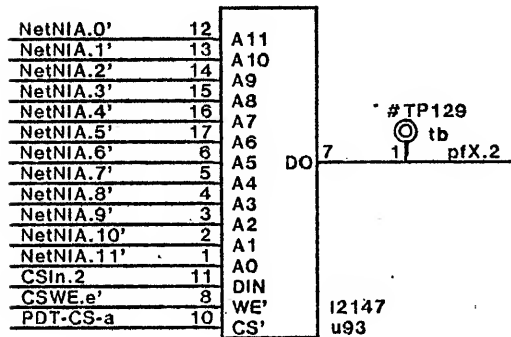 NetNIA.0' 12 A11
NetNIA.1' 13 A10
NetNIA.2' 14 A9
NetNIA.3' 15 A8
NetNIA.4' 16 A7
NetNIA.5' 17 A6
NetNIA.6' 6 A5
NetNIA.7' 5 A4
NetNIA.8' 4 A3
NetNIA.9' 3 A2
NetNIA.10' 2 A1
NetNIA.11' 1 A0
CSIn.2 11 DIN
CSWE.e' 8 WE'
PDT-CS-a 10 CS'
#TP129
tb
DO 7 1 pfX.2
I2147
u93